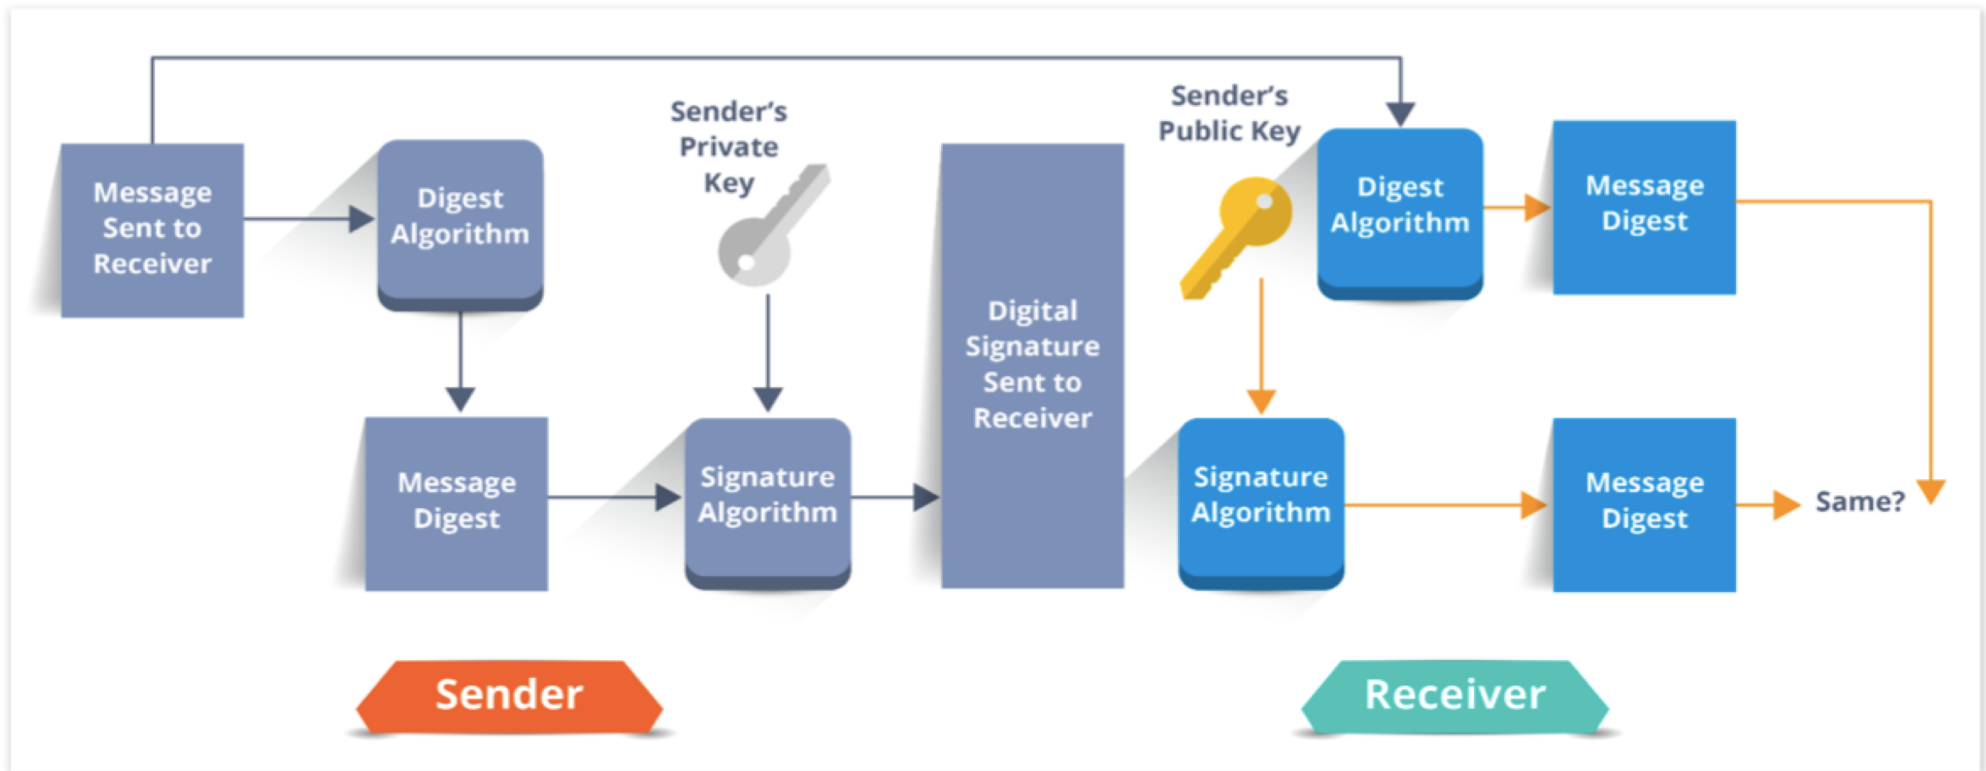 Message
Sent to
Receiver
Digest
Algorithm
Message
Digest
Sender's
Private
Key
Signature
Algorithm
Digital
Signature
Sent to
Receiver
Sender's
Public Key
Signature
Algorithm
Digest
Algorithm
Message
Digest
Message
Digest
Same?
Sender
Receiver